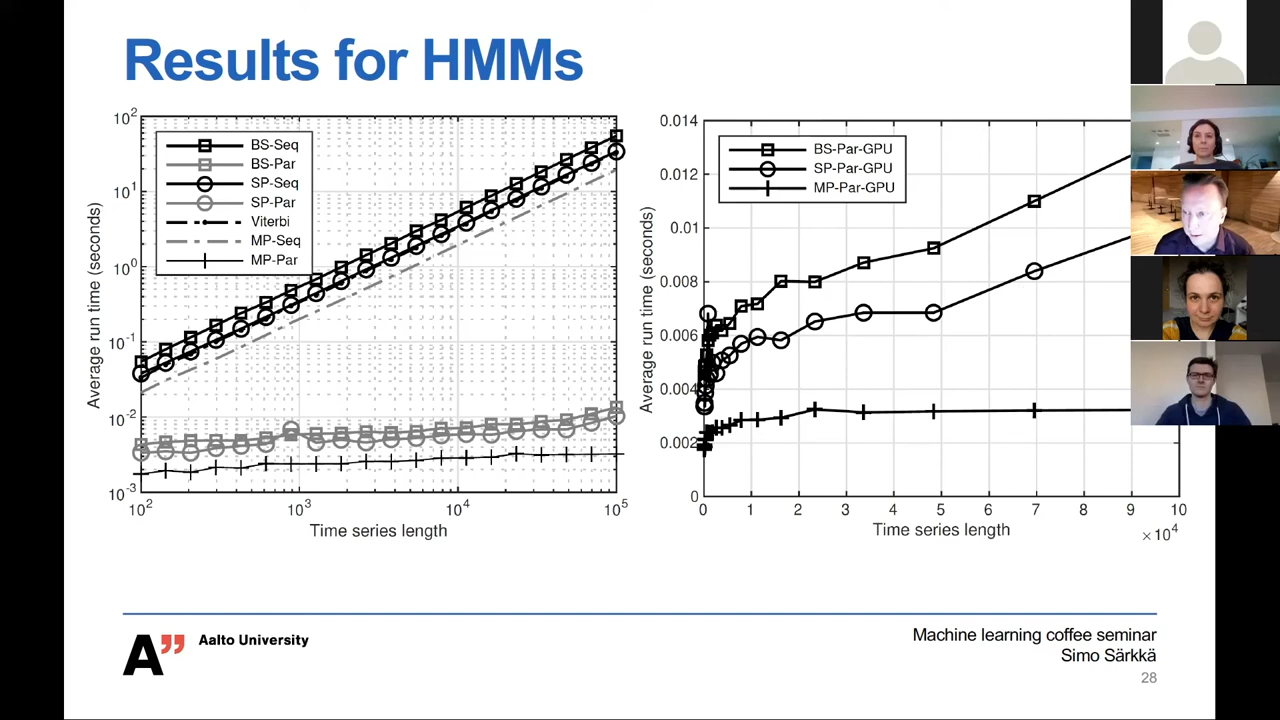 Results for HMMs
10^2
10^1
10^0
10^-1
10^-2
10^-3
Average run time (seconds)
BS-Seq
BS-Par
SP-Seq
SP-Par
Viterbi
MP-Seq
MP-Par
10^2 10^3 10^4 10^5
Time series length
0.014
0.012
0.01
0.008
0.006
0.004
0.002
0
Average run time (seconds)
BS-Par-GPU
SP-Par-GPU
MP-Par-GPU
0 1 2 3 4 5 6 7 8 9 10
Time series length
×10^4
A”
Aalto University
Machine learning coffee seminar
Simo Särkkä
28